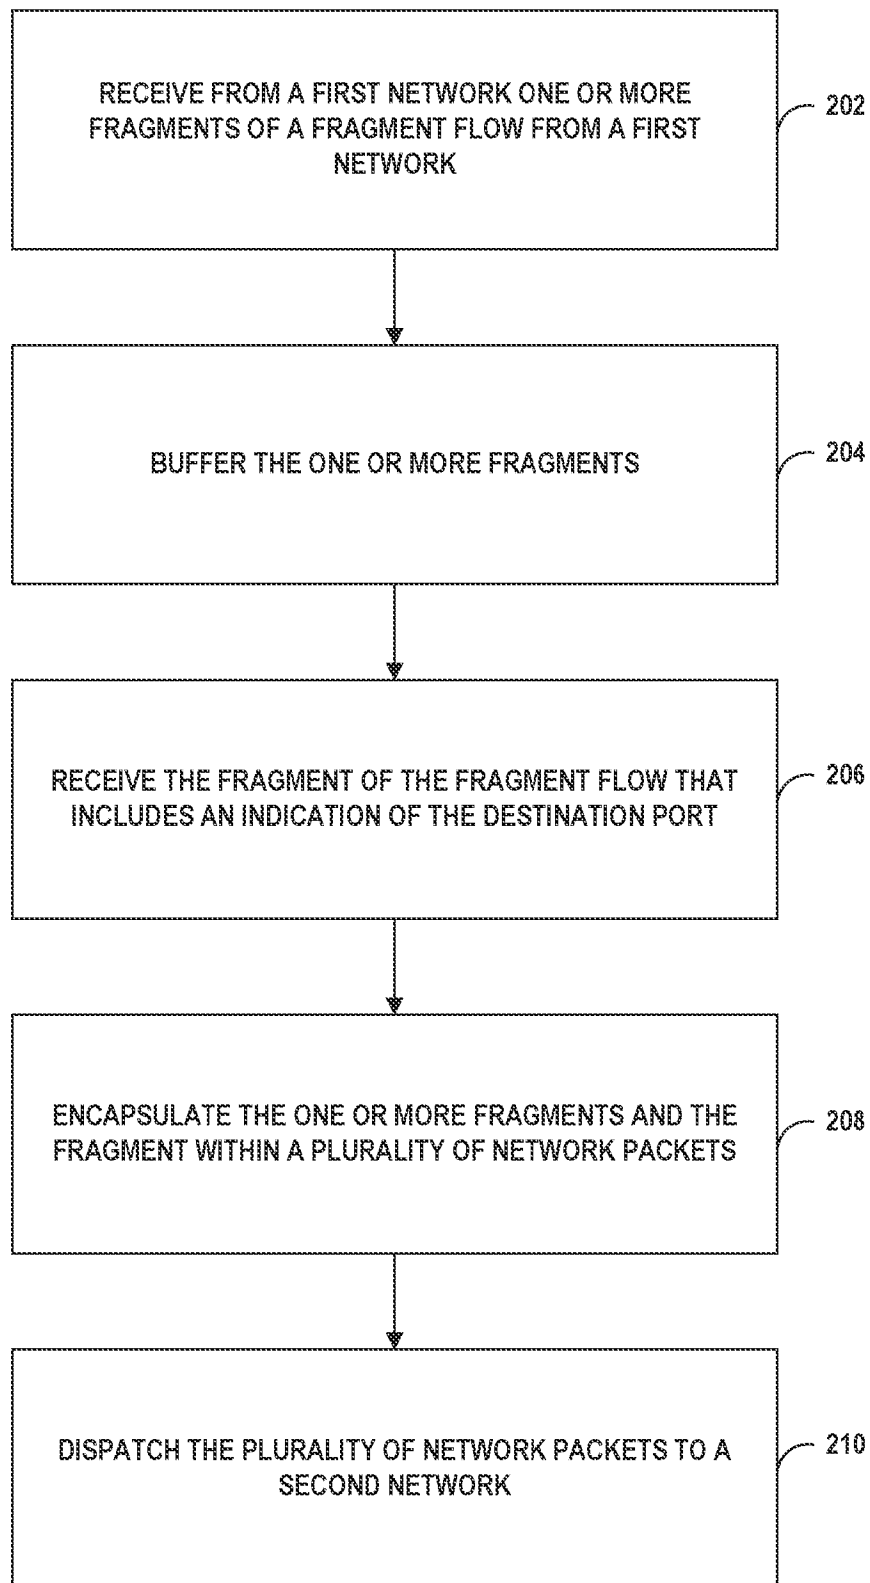 RECEIVE FROM A FIRST NETWORK ONE OR MORE
FRAGMENTS OF A FRAGMENT FLOW FROM A FIRST
NETWORK
202
BUFFER THE ONE OR MORE FRAGMENTS
204
RECEIVE THE FRAGMENT OF THE FRAGMENT FLOW THAT
INCLUDES AN INDICATION OF THE DESTINATION PORT
206
ENCAPSULATE THE ONE OR MORE FRAGMENTS AND THE
FRAGMENT WITHIN A PLURALITY OF NETWORK PACKETS
208
DISPATCH THE PLURALITY OF NETWORK PACKETS TO A
SECOND NETWORK
210